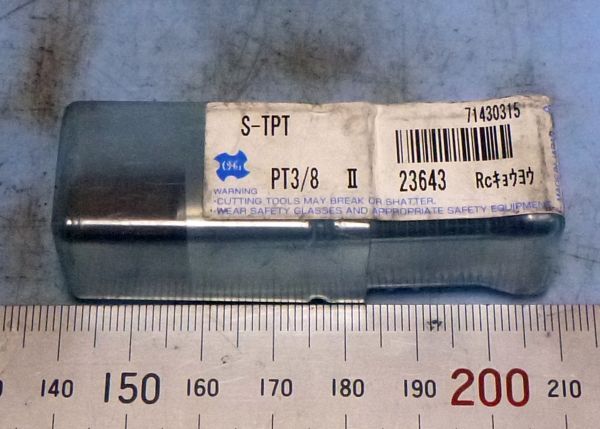 71430315
S-TPT
OSG
PT3/8 II 23643 Rcキョウヨウ
WARNING
・CUTTING TOOLS MAY BREAK OR SHATTER.
・WEAR SAFETY GLASSES AND APPROPRIATE SAFETY EQUIPMENT
140 150 160 170 180 190 200 210